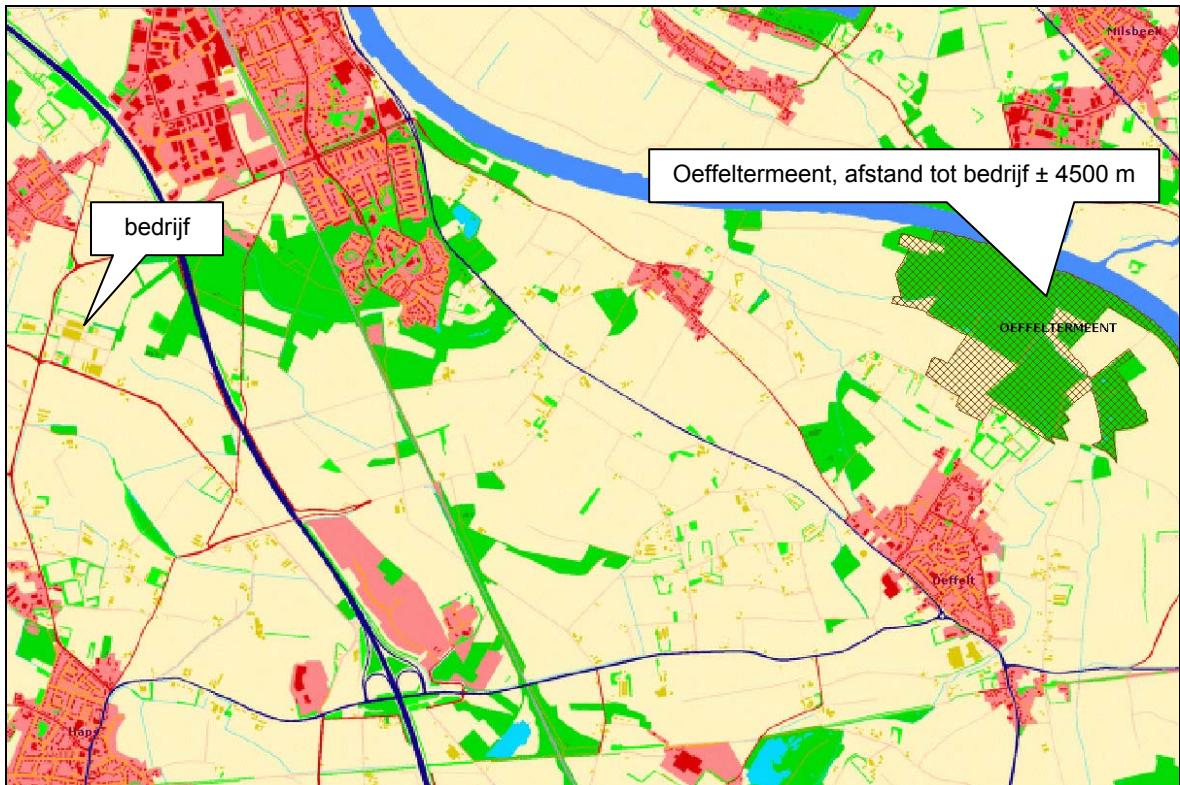 Milsbeek
Oeffeltermeent, afstand tot bedrijf ± 4500 m
bedrijf
OEFFELTERMEENT
Oeffelt
Haps